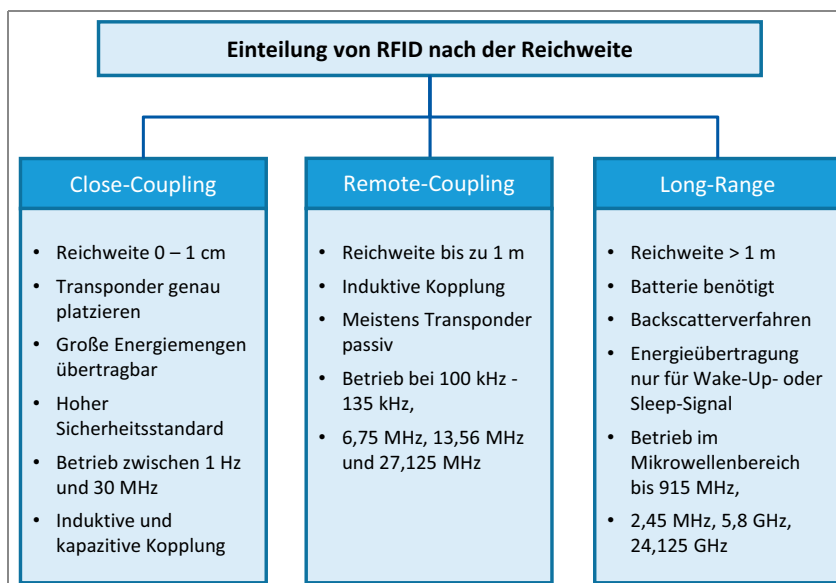 Einteilung von RFID nach der Reichweite
Close-Coupling
• Reichweite 0 – 1 cm
• Transponder genau
platzieren
• Große Energiemengen
übertragbar
• Hoher
Sicherheitsstandard
• Betrieb zwischen 1 Hz
und 30 MHz
• Induktive und
kapazitive Kopplung
Remote-Coupling
• Reichweite bis zu 1 m
• Induktive Kopplung
• Meistens Transponder
passiv
• Betrieb bei 100 kHz -
135 kHz,
• 6,75 MHz, 13,56 MHz
und 27,125 MHz
Long-Range
• Reichweite > 1 m
• Batterie benötigt
• Backscatterverfahren
• Energieübertragung
nur für Wake-Up- oder
Sleep-Signal
• Betrieb im
Mikrowellenbereich
bis 915 MHz,
• 2,45 MHz, 5,8 GHz,
24,125 GHz